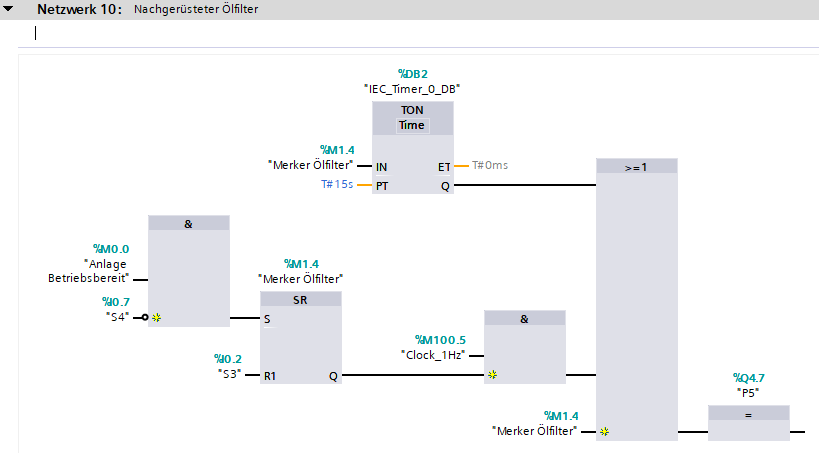 Netzwerk 10: Nachgerüsteter Ölfilter
%DB2
"IEC_Timer_0_DB"
TON
Time
%M1.4
"Merker Ölfilter" IN ET T#0ms
T#15s PT Q
>=1
&
%M0.0
"Anlage
Betriebsbereit"
%I0.7
"S4"
%M1.4
"Merker Ölfilter"
SR
S
%I0.2
"S3" R1 Q
&
%M100.5
"Clock_1Hz"
%M1.4
"Merker Ölfilter"
%Q4.7
"P5"
=